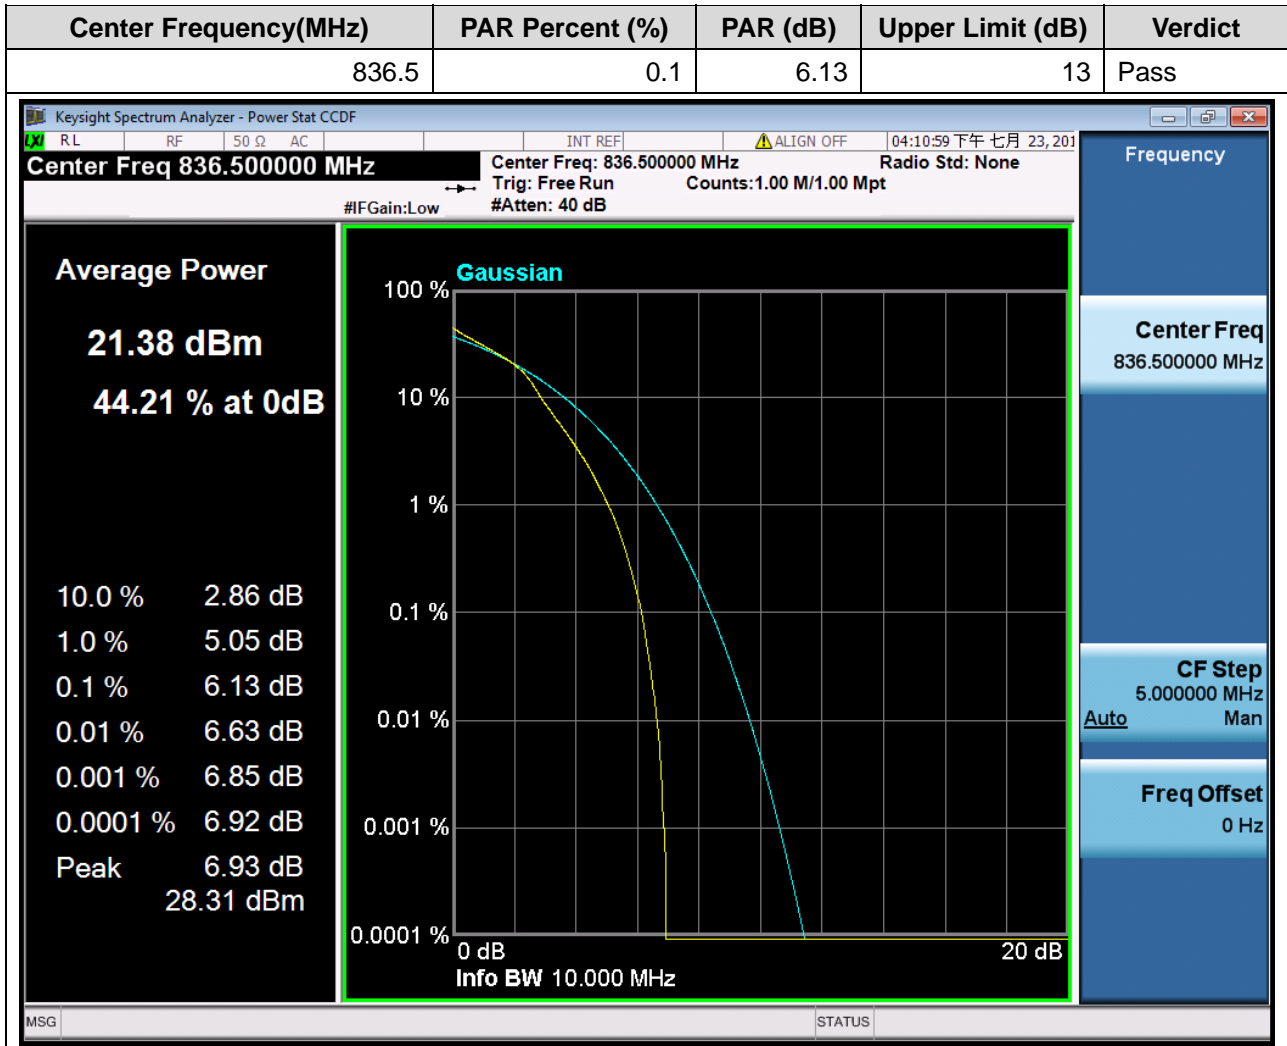 Center Frequency(MHz) PAR Percent (%) PAR (dB) Upper Limit (dB) Verdict
836.5 0.1 6.13 13 Pass
Keysight Spectrum Analyzer - Power Stat CCDF
LXI RL RF 50 Ω AC INT REF ALIGN OFF 04:10:59 下午 七月 23, 201
Center Freq 836.500000 MHz
Center Freq: 836.500000 MHz Radio Std: None
Trig: Free Run Counts:1.00 M/1.00 Mpt
#IFGain:Low #Atten: 40 dB
Average Power
21.38 dBm
44.21 % at 0dB
10.0 % 2.86 dB
1.0 % 5.05 dB
0.1 % 6.13 dB
0.01 % 6.63 dB
0.001 % 6.85 dB
0.0001 % 6.92 dB
Peak 6.93 dB
28.31 dBm
Gaussian
100 %
10 %
1 %
0.1 %
0.01 %
0.001 %
0.0001 %
0 dB 20 dB
Info BW 10.000 MHz
Frequency
Center Freq
836.500000 MHz
CF Step
5.000000 MHz
Auto Man
Freq Offset
0 Hz
MSG STATUS